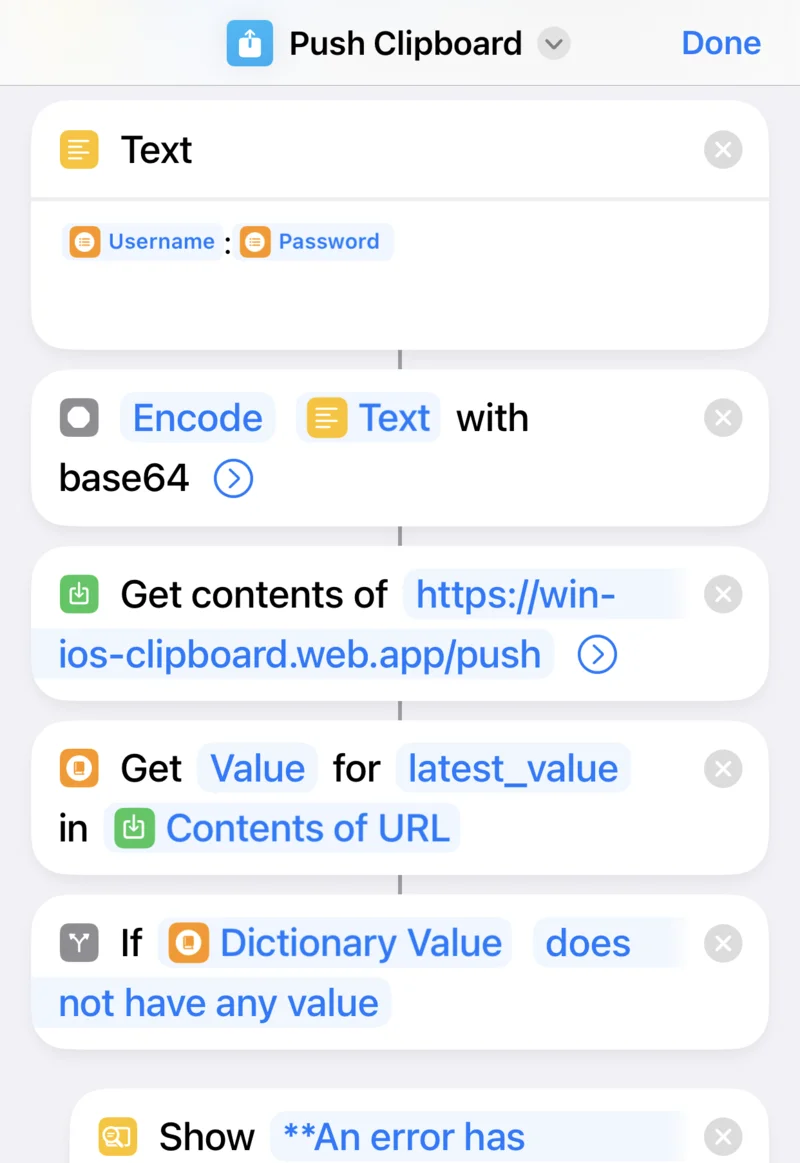 Push Clipboard
Done
Text
Username : Password
Encode Text with
base64
Get contents of https://win-
ios-clipboard.web.app/push
Get Value for latest_value
in Contents of URL
If Dictionary Value does
not have any value
Show **An error has